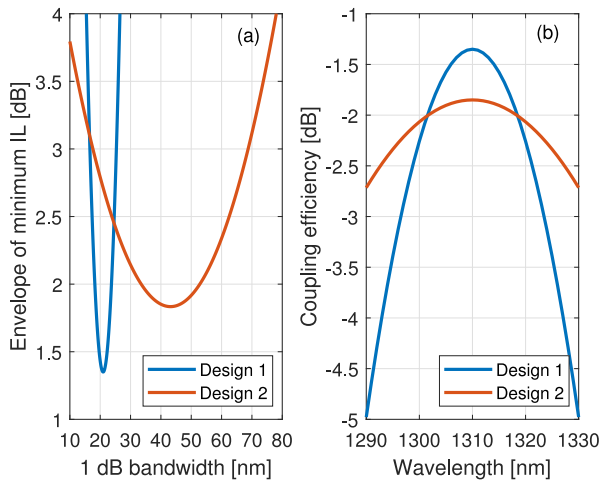 (a)
Envelope of minimum IL [dB]
4
3.5
3
2.5
2
1.5
1
10 20 30 40 50 60 70 80
1 dB bandwidth [nm]
Design 1
Design 2
(b)
Coupling efficiency [dB]
-1
-1.5
-2
-2.5
-3
-3.5
-4
-4.5
-5
1290 1300 1310 1320 1330
Wavelength [nm]
Design 1
Design 2